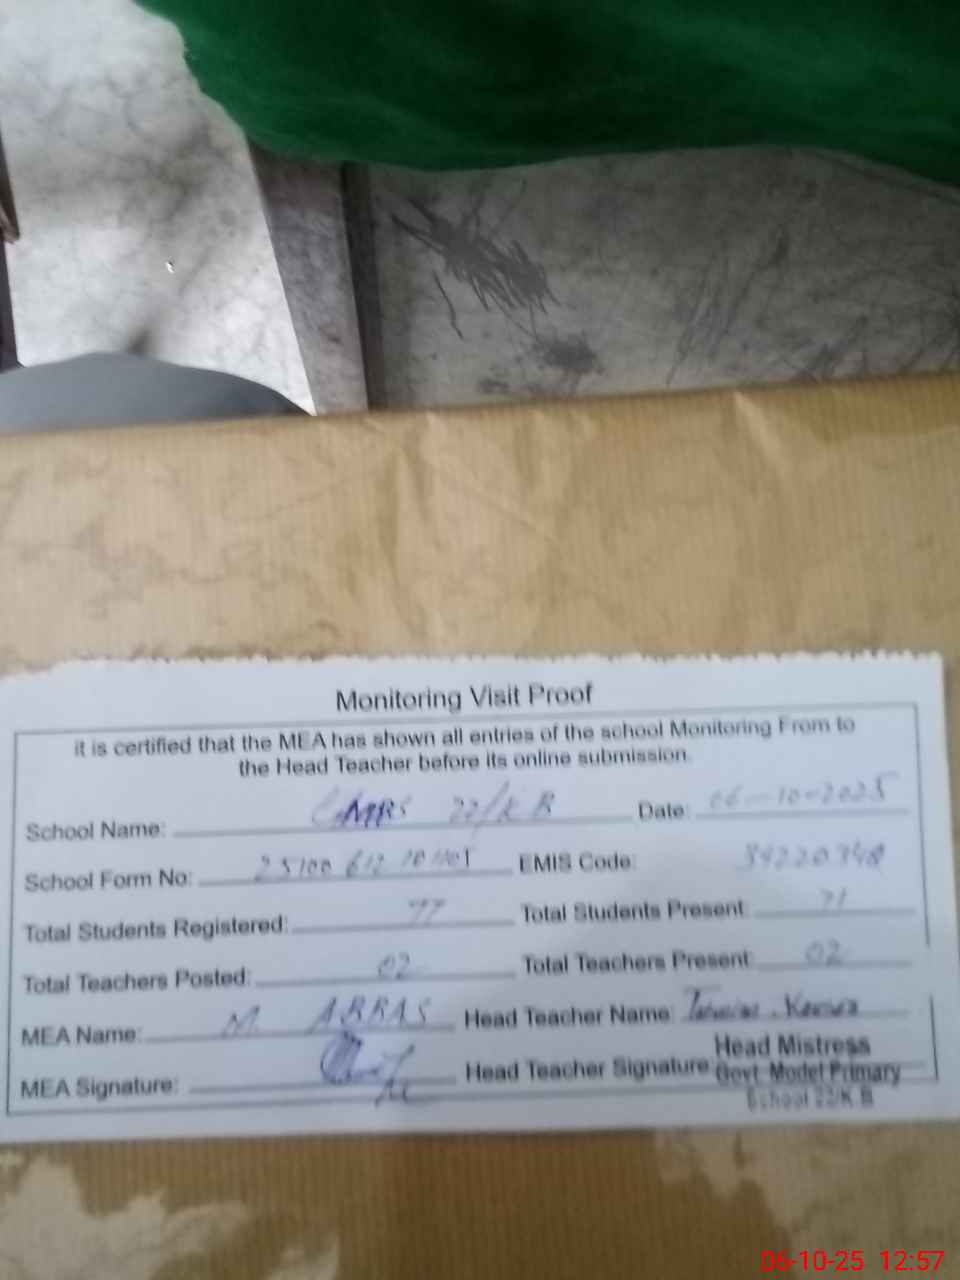 Monitoring Visit Proof
it is certified that the MEA has shown all entries of the school Monitoring From to
the Head Teacher before its online submission.
School Name: 22/KB Date: 06-10-2025
School Form No: EMIS Code:
Total Students Registered: 77 Total Students Present: 71
Total Teachers Posted: 02 Total Teachers Present: 02
MEA Name: M. ABBAS Head Teacher Name:
MEA Signature: Head Teacher Signature:
Head Mistress
Govt. Model Primary
School 22/K.B
06-10-25 12:57